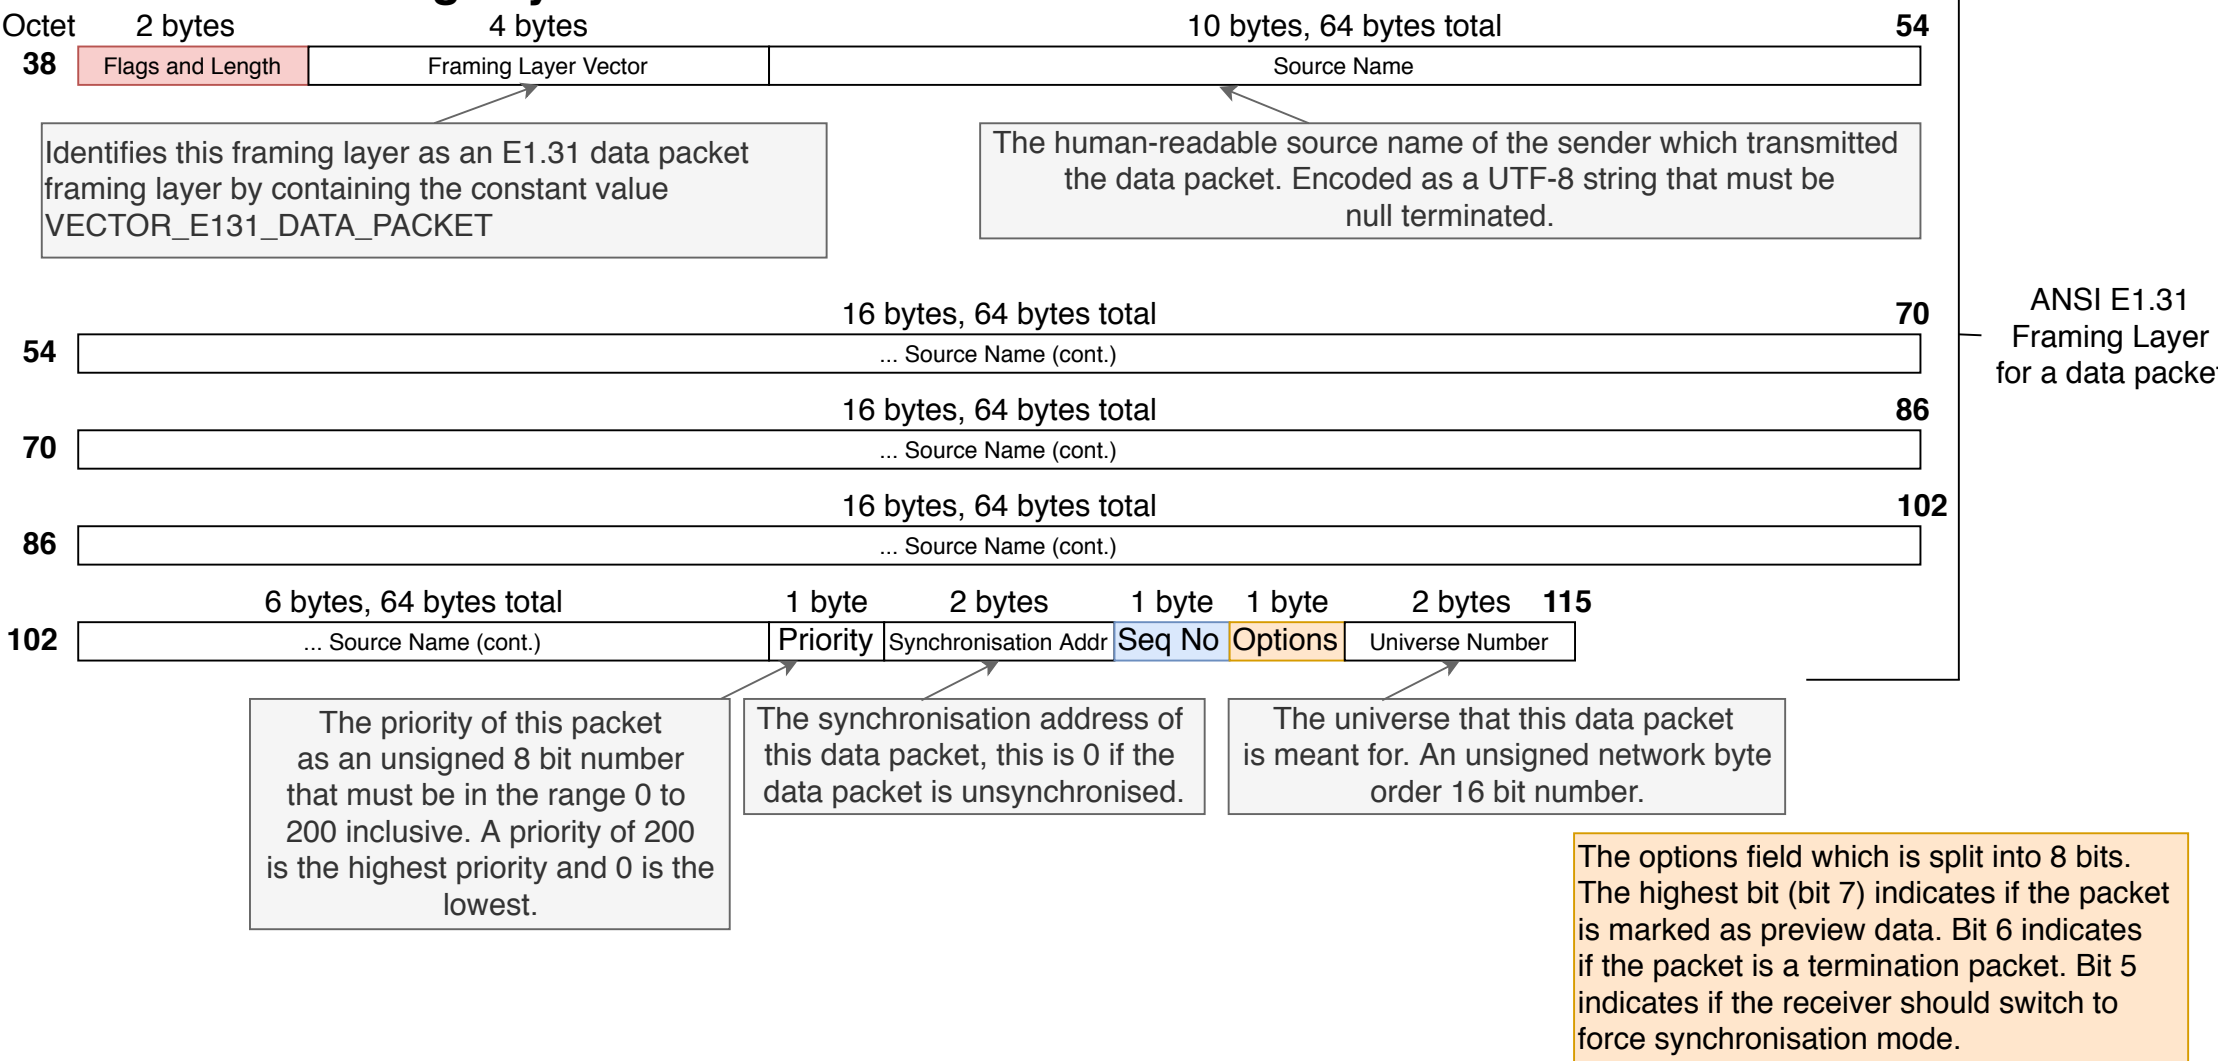 Octet 2 bytes 4 bytes 10 bytes, 64 bytes total 54
38 Flags and Length Framing Layer Vector Source Name
Identifies this framing layer as an E1.31 data packet
framing layer by containing the constant value
VECTOR_E131_DATA_PACKET
The human-readable source name of the sender which transmitted
the data packet. Encoded as a UTF-8 string that must be
null terminated.
16 bytes, 64 bytes total 70
54 ... Source Name (cont.)
ANSI E1.31
Framing Layer
for a data packet
16 bytes, 64 bytes total 86
70 ... Source Name (cont.)
16 bytes, 64 bytes total 102
86 ... Source Name (cont.)
6 bytes, 64 bytes total 1 byte 2 bytes 1 byte 1 byte 2 bytes 115
102 ... Source Name (cont.) Priority Synchronisation Addr Seq No Options Universe Number
The priority of this packet
as an unsigned 8 bit number
that must be in the range 0 to
200 inclusive. A priority of 200
is the highest priority and 0 is the
lowest.
The synchronisation address of
this data packet, this is 0 if the
data packet is unsynchronised.
The universe that this data packet
is meant for. An unsigned network byte
order 16 bit number.
The options field which is split into 8 bits.
The highest bit (bit 7) indicates if the packet
is marked as preview data. Bit 6 indicates
if the packet is a termination packet. Bit 5
indicates if the receiver should switch to
force synchronisation mode.